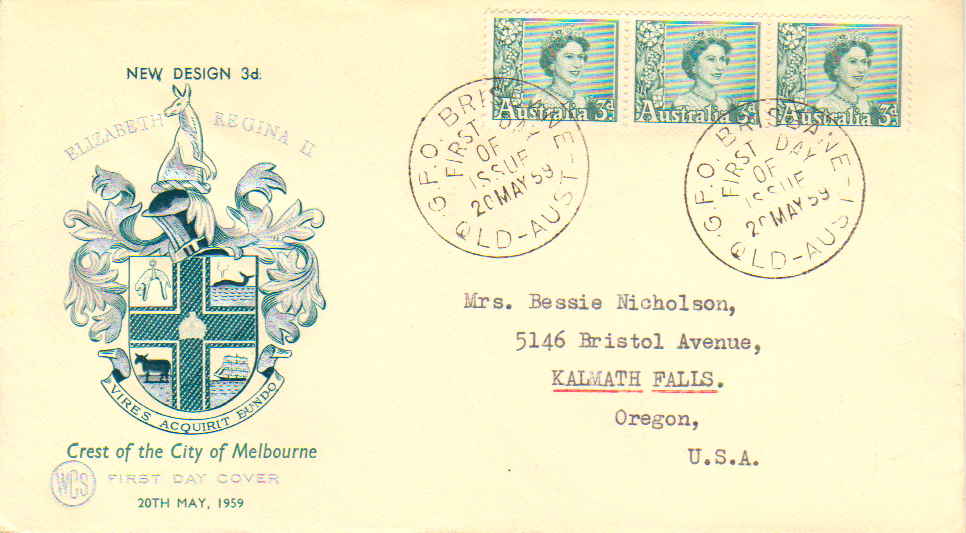 NEW DESIGN 3d.
ELIZABETH REGINA II
VIRES ACQUIRIT EUNDO
Crest of the City of Melbourne
WCS FIRST DAY COVER
20TH MAY, 1959
Australia 3d
Australia 3d
Australia 3d
G.P.O. BRISBANE-E-
FIRST DAY
OF
ISSUE
20 MAY 59
QLD-AUST
G.P.O. BRISBANE-1
FIRST DAY
OF
ISSUE
20 MAY 59
QLD-AUST
Mrs. Bessie Nicholson,
5146 Bristol Avenue,
KALMATH FALLS.
Oregon,
U.S.A.